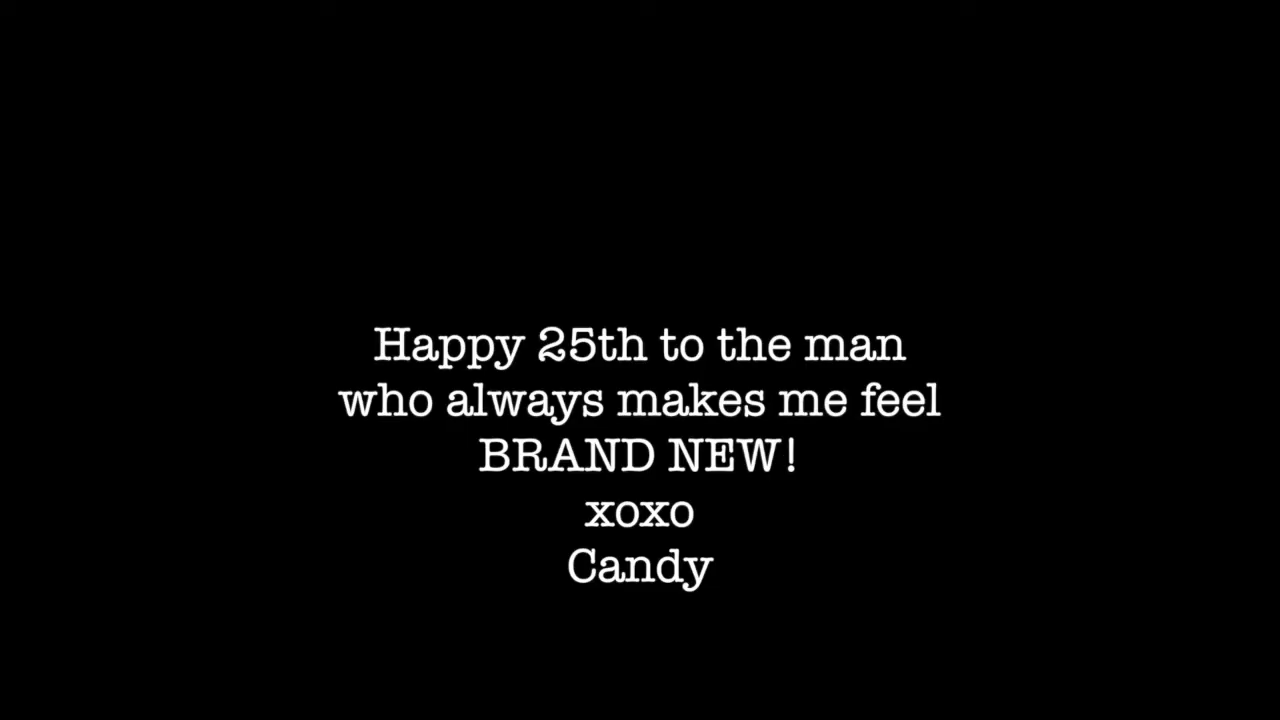 Happy 25th to the man
who always makes me feel
BRAND NEW!
xoxo
Candy